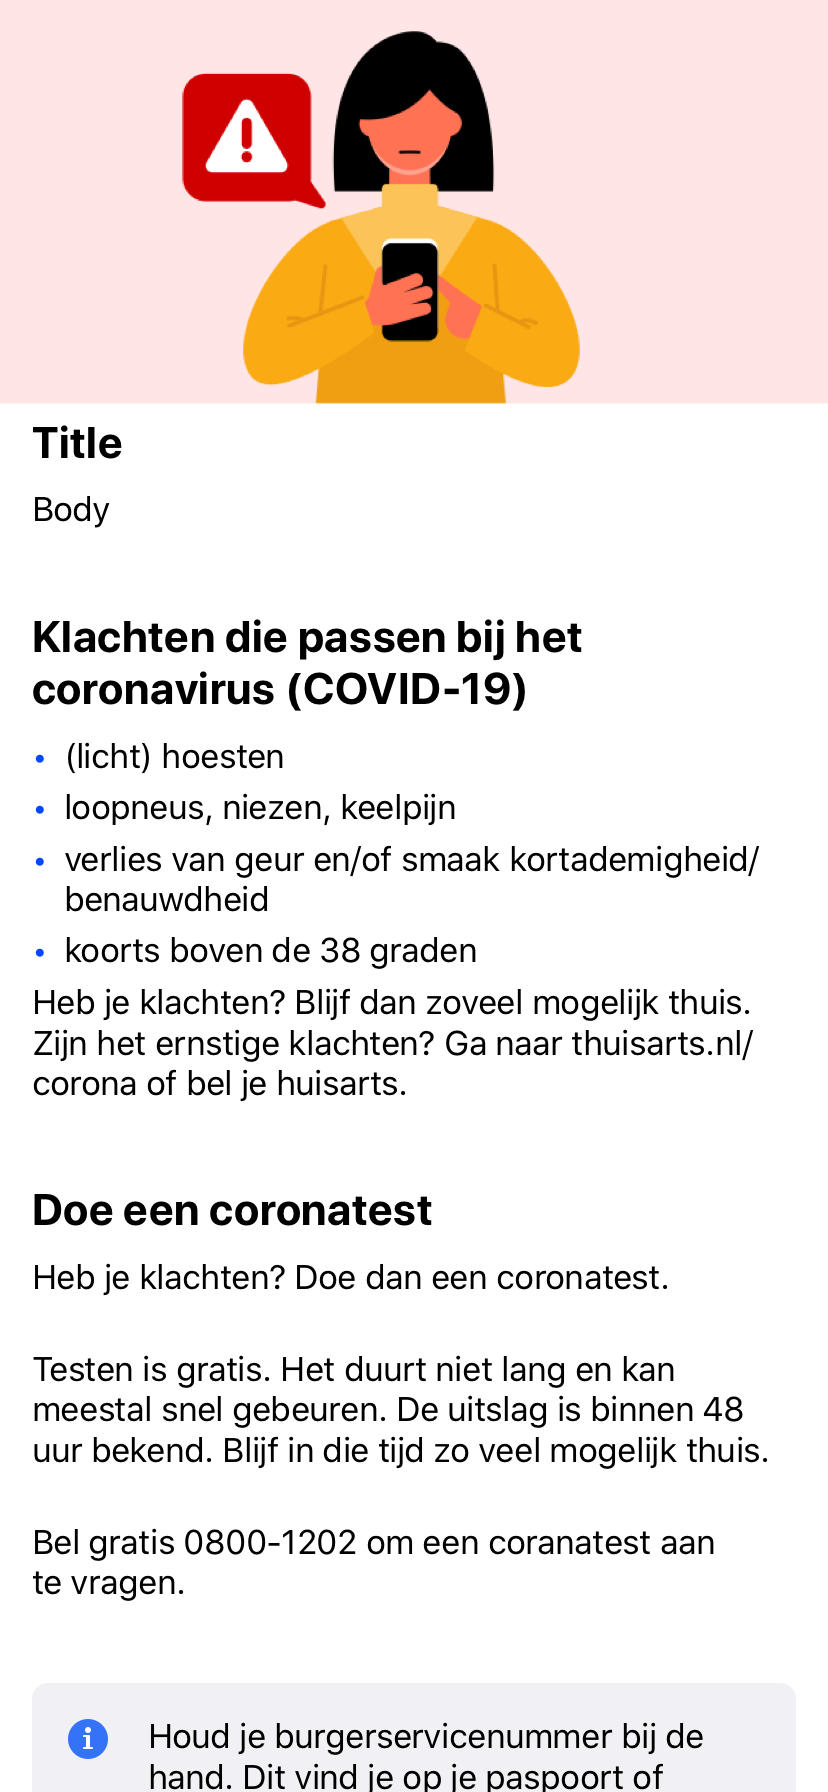 Title
Body
Klachten die passen bij het
coronavirus (COVID-19)
• (licht) hoesten
• loopneus, niezen, keelpijn
• verlies van geur en/of smaak kortademigheid/
benauwdheid
• koorts boven de 38 graden
Heb je klachten? Blijf dan zoveel mogelijk thuis.
Zijn het ernstige klachten? Ga naar thuisarts.nl/
corona of bel je huisarts.
Doe een coronatest
Heb je klachten? Doe dan een coronatest.
Testen is gratis. Het duurt niet lang en kan
meestal snel gebeuren. De uitslag is binnen 48
uur bekend. Blijf in die tijd zo veel mogelijk thuis.
Bel gratis 0800-1202 om een coranatest aan
te vragen.
Houd je burgerservicenummer bij de
hand. Dit vind je op je paspoort of